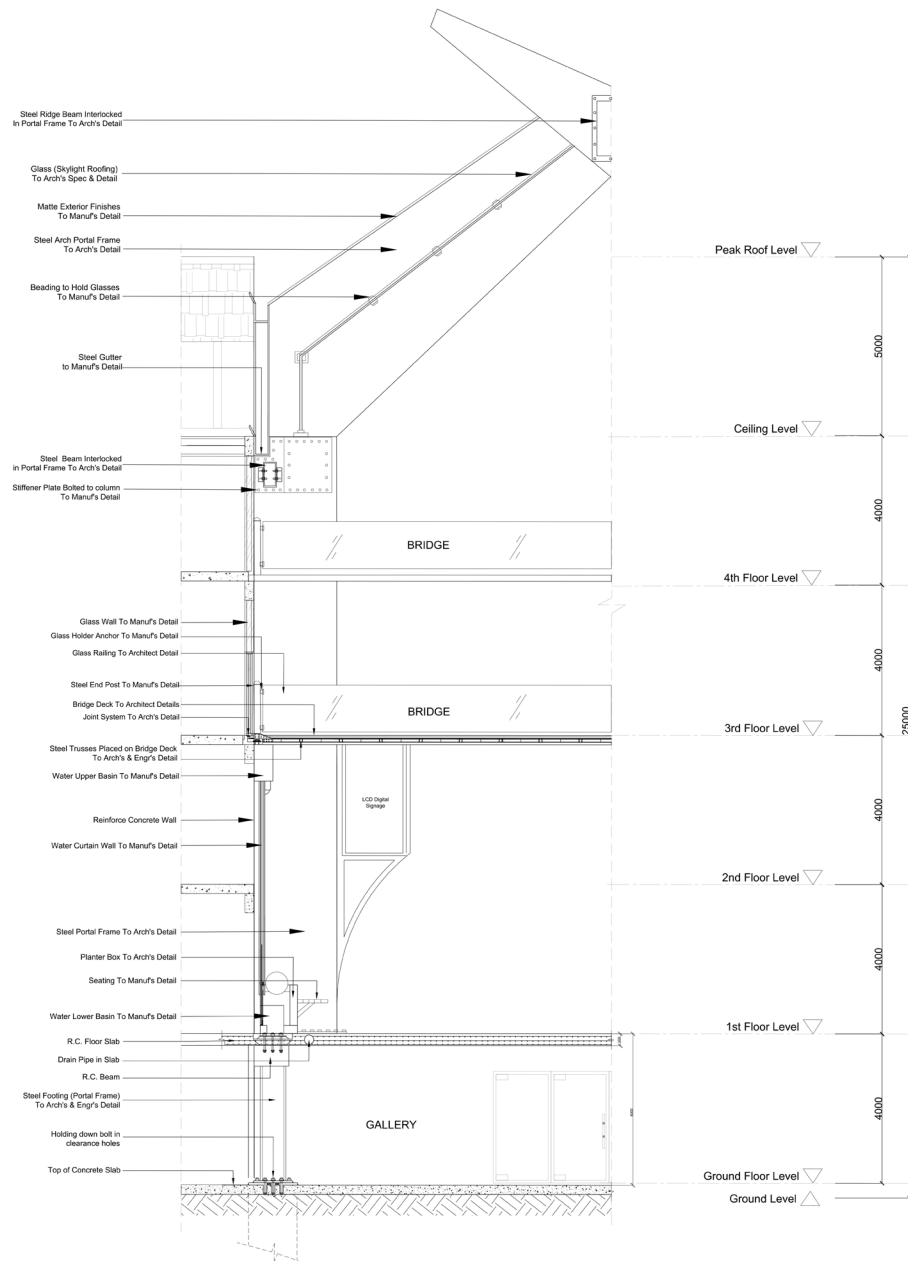 Steel Ridge Beam Interlocked
In Portal Frame To Arch's Detail
Glass (Skylight Roofing)
To Arch's Spec & Detail
Matte Exterior Finishes
To Manuf's Detail
Steel Arch Portal Frame
To Arch's Detail
Beading to Hold Glasses
To Manuf's Detail
Steel Gutter
to Manuf's Detail
Steel Beam Interlocked
in Portal Frame To Arch's Detail
Stiffener Plate Bolted to column
To Manuf's Detail
Glass Wall To Manuf's Detail
Glass Holder Anchor To Manuf's Detail
Glass Railing To Architect Detail
Steel End Post To Manuf's Detail
Bridge Deck To Architect Details
Joint System To Arch's Detail
Steel Trusses Placed on Bridge Deck
To Arch's & Engr's Detail
Water Upper Basin To Manuf's Detail
Reinforce Concrete Wall
Water Curtain Wall To Manuf's Detail
Steel Portal Frame To Arch's Detail
Planter Box To Arch's Detail
Seating To Manuf's Detail
Water Lower Basin To Manuf's Detail
R.C. Floor Slab
Drain Pipe in Slab
R.C. Beam
Steel Footing (Portal Frame)
To Arch's & Engr's Detail
Holding down bolt in
clearance holes
Top of Concrete Slab
BRIDGE
BRIDGE
LCD Digital
Signage
GALLERY
Peak Roof Level
Ceiling Level
4th Floor Level
3rd Floor Level
2nd Floor Level
1st Floor Level
Ground Floor Level
Ground Level
5000
4000
4000
4000
4000
4000
25000